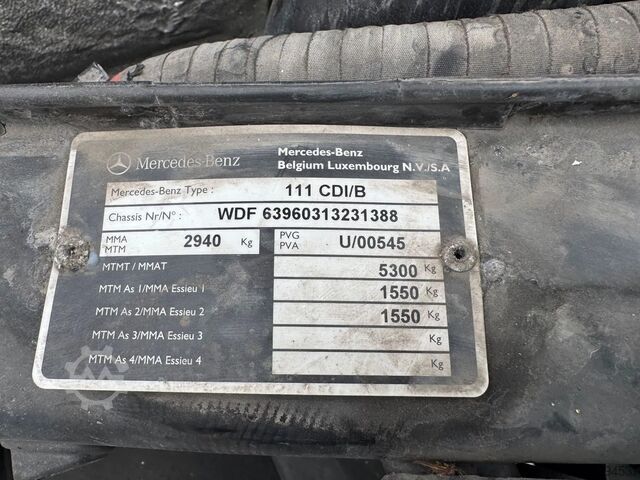 Mercedes-Benz
Mercedes-Benz
Belgium Luxembourg N.V./S.A
Mercedes-Benz Type : 111 CDI/B
Chassis Nr/N° : WDF 63960313231388
MMA
MTM 2940 Kg
PVG
PVA U/00545
MTMT / MMAT 5300 Kg
MTM As 1/MMA Essieu 1 1550 Kg
MTM As 2/MMA Essieu 2 1550 Kg
MTM As 3/MMA Essieu 3 Kg
MTM As 4/MMA Essieu 4 Kg